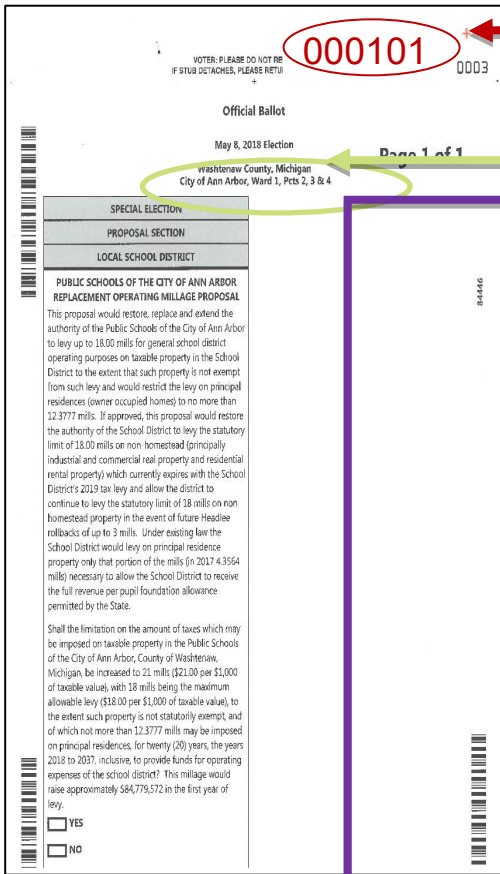 VOTER: PLEASE DO NOT RE
IF STUB DETACHES, PLEASE RETU
000101
0003
Official Ballot
May 8, 2018 Election
Page 1 of 1
Washtenaw County, Michigan
City of Ann Arbor, Ward 1, Pcts 2, 3 & 4
SPECIAL ELECTION
PROPOSAL SECTION
LOCAL SCHOOL DISTRICT
PUBLIC SCHOOLS OF THE CITY OF ANN ARBOR
REPLACEMENT OPERATING MILLAGE PROPOSAL
This proposal would restore, replace and extend the
authority of the Public Schools of the City of Ann Arbor
to levy up to 18.00 mills for general school district
operating purposes on taxable property in the School
District to the extent that such property is not exempt
from such levy and would restrict the levy on principal
residences (owner occupied homes) to no more than
12.3777 mills. If approved, this proposal would restore
the authority of the School District to levy the statutory
limit of 18.00 mills on non-homestead (principally
industrial and commercial real property and residential
rental property) which currently expires with the School
District's 2019 tax levy and allow the district to
continue to levy the statutory limit of 18 mills on non
homestead property in the event of future Headlee
rollbacks of up to 3 mills. Under existing law the
School District would levy on principal residence
property only that portion of the mills (in 2017 4.3564
mills) necessary to allow the School District to receive
the full revenue per pupil foundation allowance
permitted by the State.
Shall the limitation on the amount of taxes which may
be imposed on taxable property in the Public Schools
of the City of Ann Arbor, County of Washtenaw,
Michigan, be increased to 21 mills ($21.00 per $1,000
of taxable value), with 18 mills being the maximum
allowable levy ($18.00 per $1,000 of taxable value), to
the extent such property is not statutorily exempt, and
of which not more than 12.3777 mills may be imposed
on principal residences, for twenty (20) years, the years
2018 to 2037, inclusive, to provide funds for operating
expenses of the school district? This millage would
raise approximately $84,779,572 in the first year of
levy.
YES
NO
84446